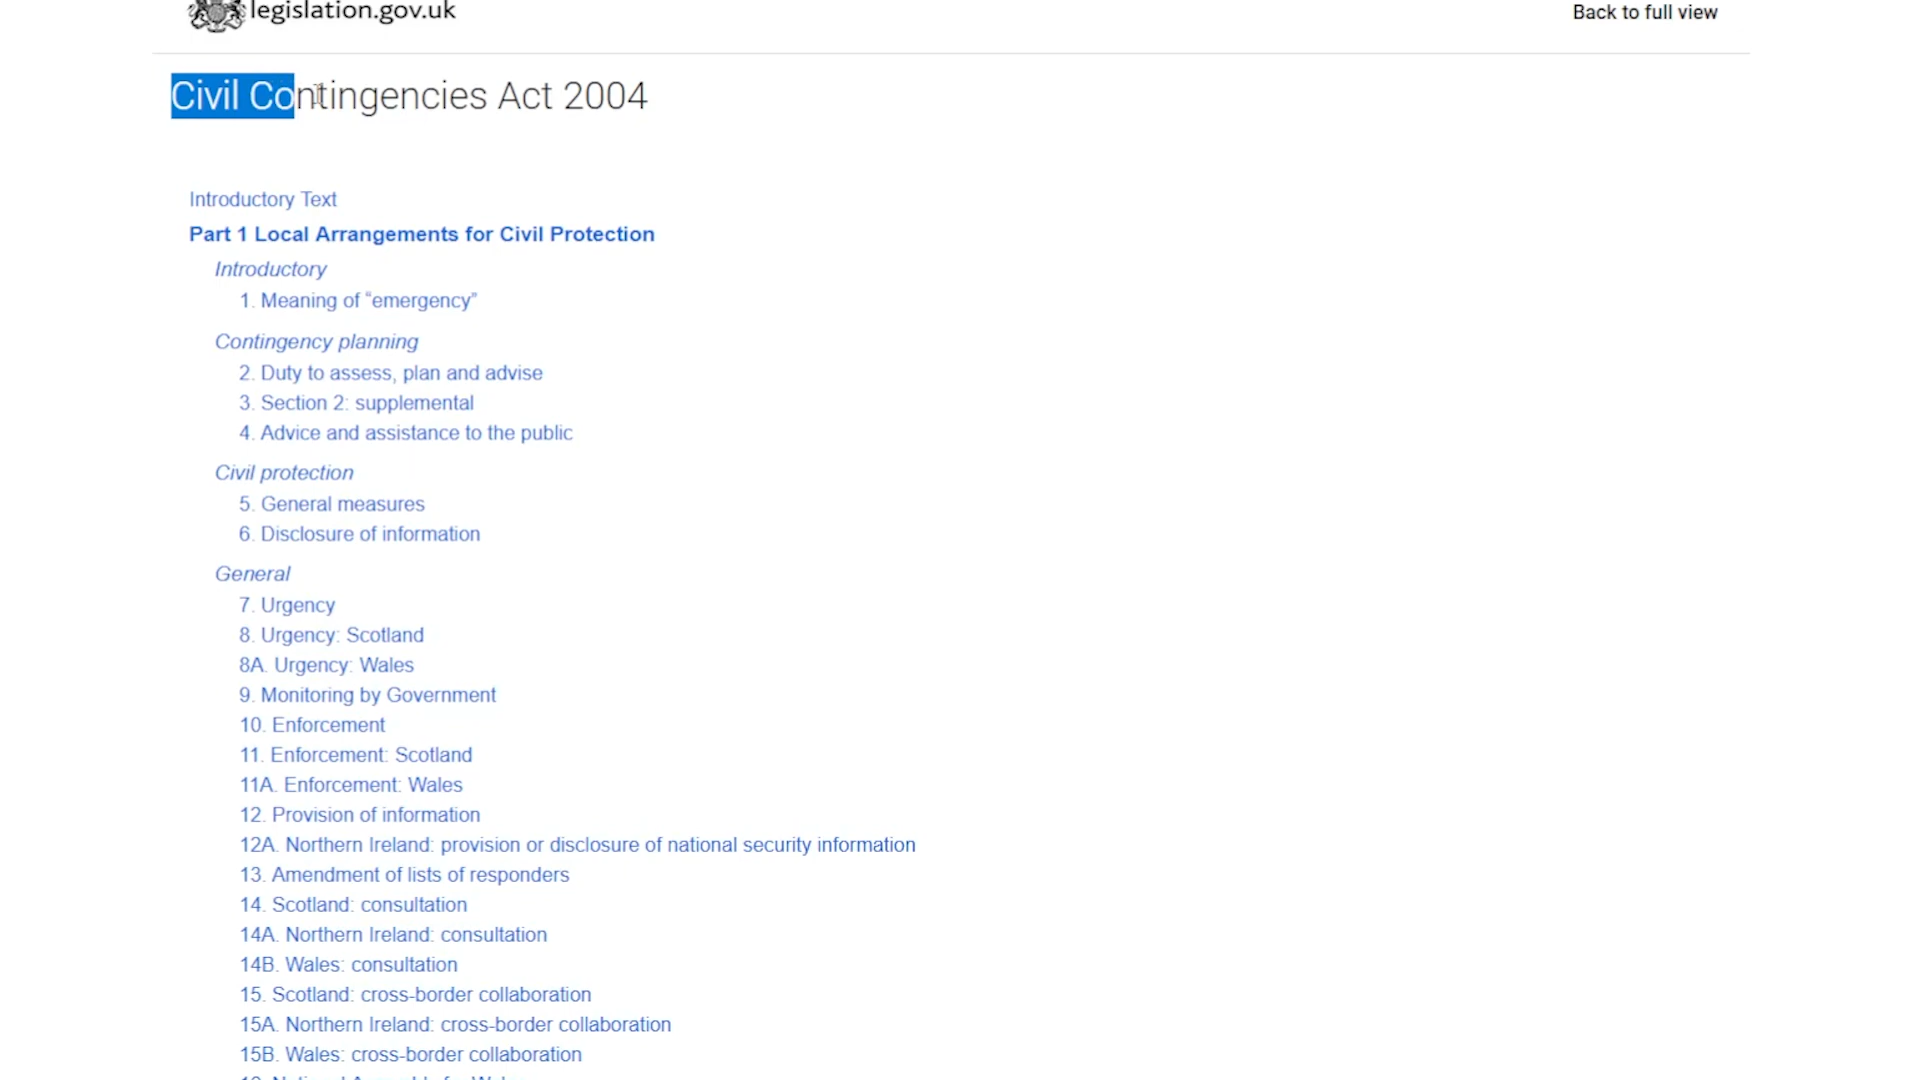 legislation.gov.uk
Back to full view
Civil Contingencies Act 2004
Introductory Text
Part 1 Local Arrangements for Civil Protection
Introductory
1. Meaning of “emergency”
Contingency planning
2. Duty to assess, plan and advise
3. Section 2: supplemental
4. Advice and assistance to the public
Civil protection
5. General measures
6. Disclosure of information
General
7. Urgency
8. Urgency: Scotland
8A. Urgency: Wales
9. Monitoring by Government
10. Enforcement
11. Enforcement: Scotland
11A. Enforcement: Wales
12. Provision of information
12A. Northern Ireland: provision or disclosure of national security information
13. Amendment of lists of responders
14. Scotland: consultation
14A. Northern Ireland: consultation
14B. Wales: consultation
15. Scotland: cross-border collaboration
15A. Northern Ireland: cross-border collaboration
15B. Wales: cross-border collaboration